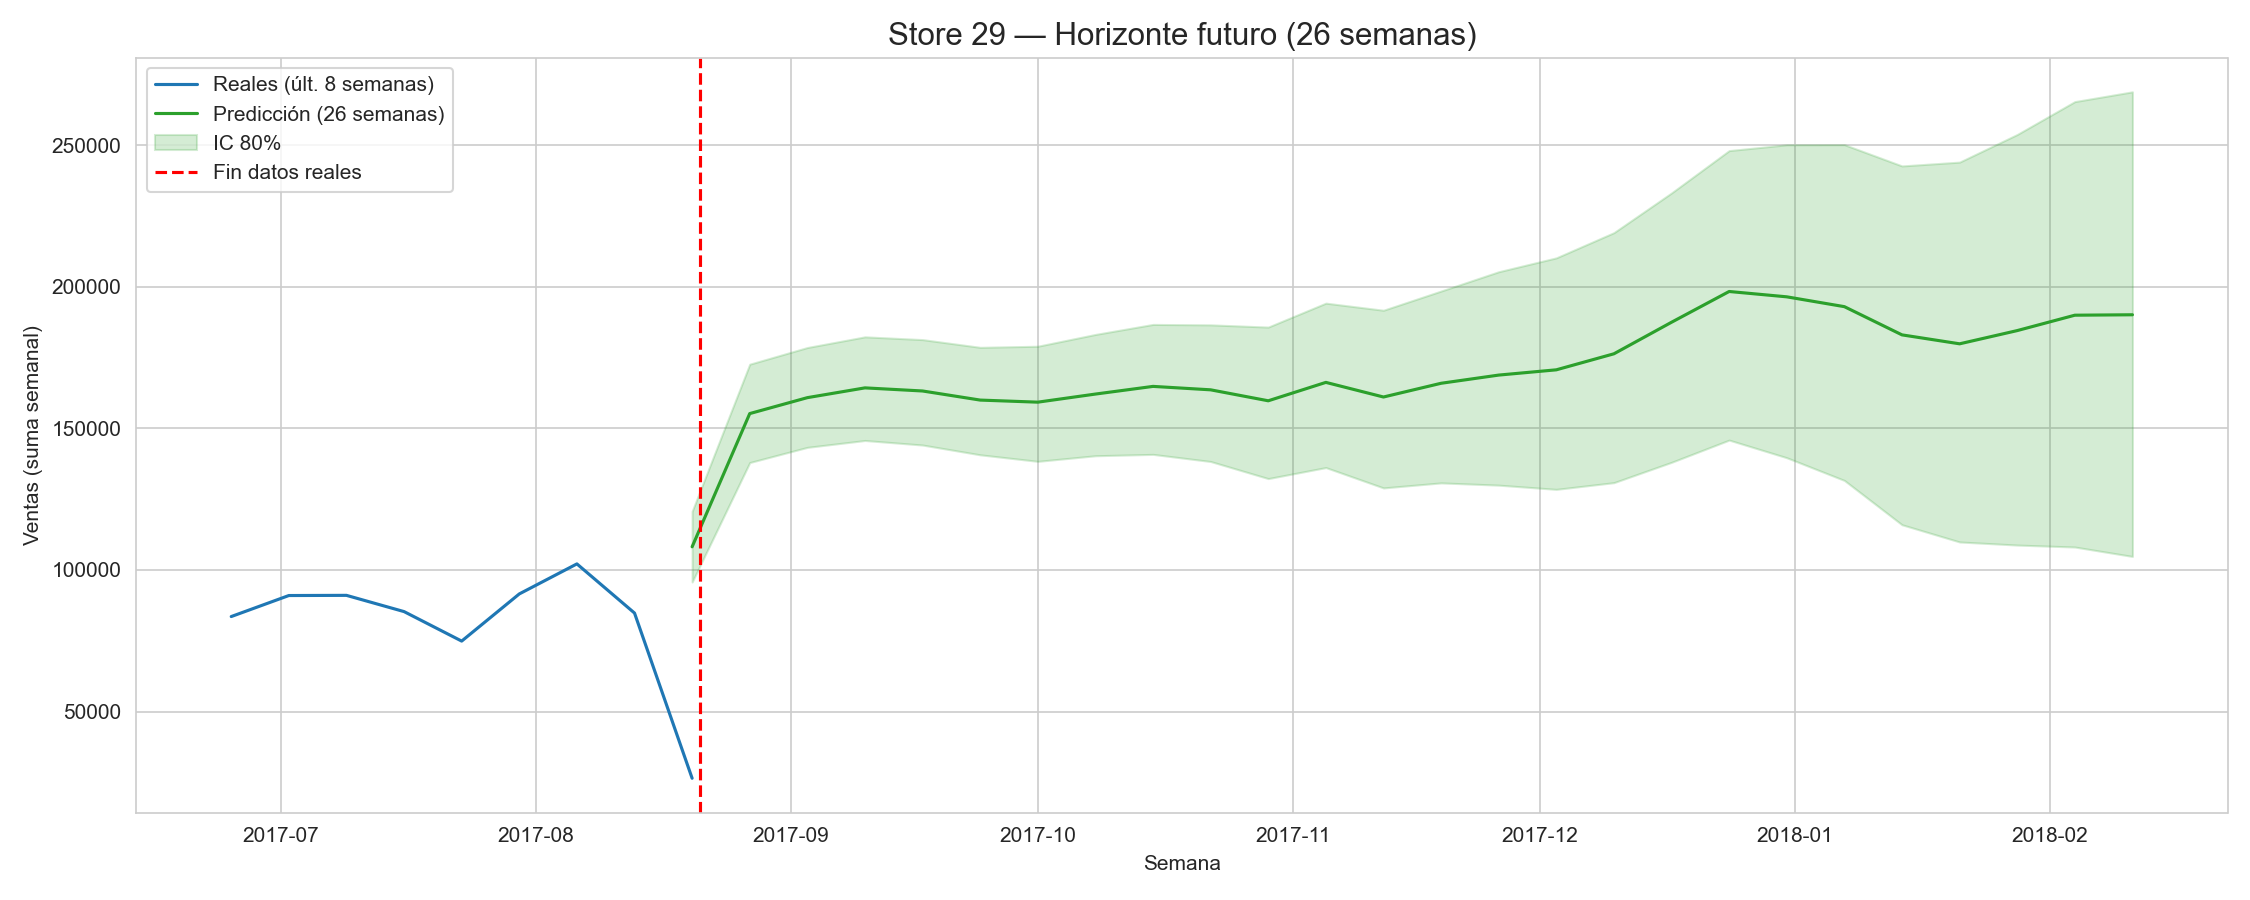 Store 29 — Horizonte futuro (26 semanas)
Reales (últ. 8 semanas)
Predicción (26 semanas)
IC 80%
Fin datos reales
250000
200000
150000
100000
50000
Ventas (suma semanal)
2017-07 2017-08 2017-09 2017-10 2017-11 2017-12 2018-01 2018-02
Semana